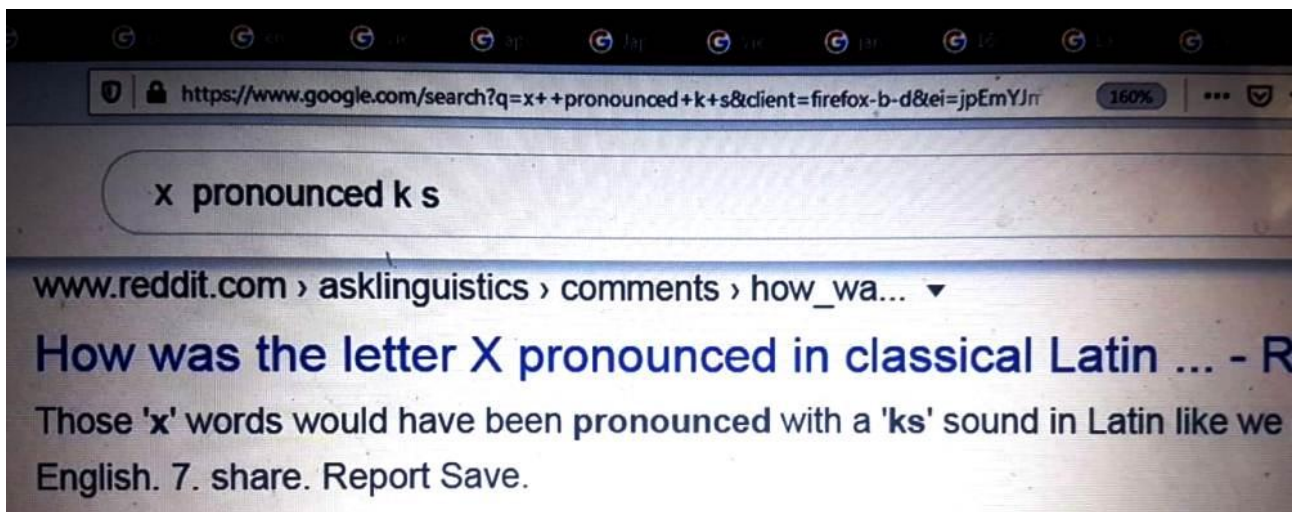 https://www.google.com/search?q=x++pronounced+k+s&client=firefox-b-d&ei=jpEmYJr 160%
x pronounced k s
www.reddit.com › asklinguistics › comments › how_wa...
How was the letter X pronounced in classical Latin ... - R
Those 'x' words would have been pronounced with a 'ks' sound in Latin like we
English. 7. share. Report Save.